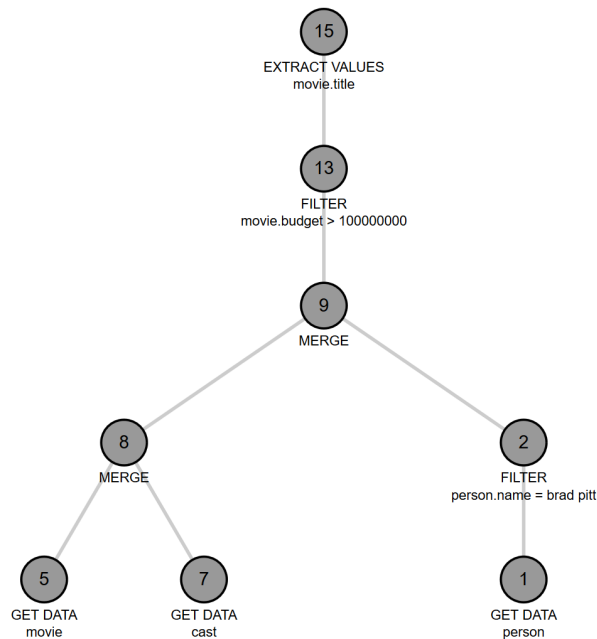 15
EXTRACT VALUES
movie.title
13
FILTER
movie.budget > 100000000
9
MERGE
8
MERGE
2
FILTER
person.name = brad pitt
5
GET DATA
movie
7
GET DATA
cast
1
GET DATA
person